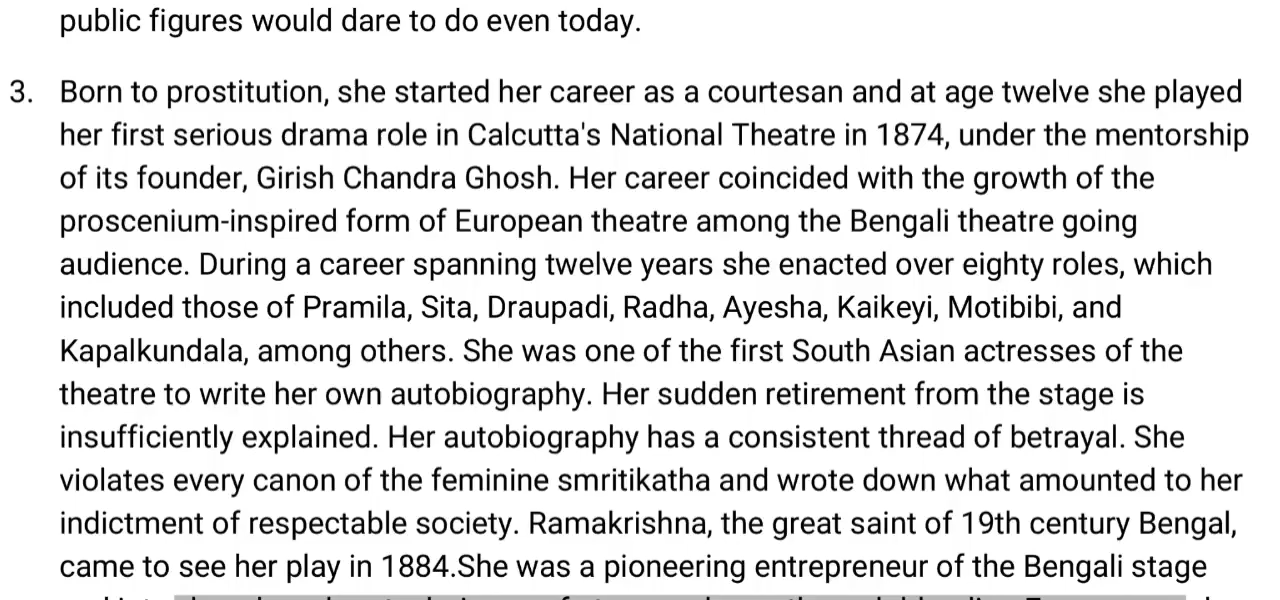 public figures would dare to do even today.
3. Born to prostitution, she started her career as a courtesan and at age twelve she played
her first serious drama role in Calcutta's National Theatre in 1874, under the mentorship
of its founder, Girish Chandra Ghosh. Her career coincided with the growth of the
proscenium-inspired form of European theatre among the Bengali theatre going
audience. During a career spanning twelve years she enacted over eighty roles, which
included those of Pramila, Sita, Draupadi, Radha, Ayesha, Kaikeyi, Motibibi, and
Kapalkundala, among others. She was one of the first South Asian actresses of the
theatre to write her own autobiography. Her sudden retirement from the stage is
insufficiently explained. Her autobiography has a consistent thread of betrayal. She
violates every canon of the feminine smritikatha and wrote down what amounted to her
indictment of respectable society. Ramakrishna, the great saint of 19th century Bengal,
came to see her play in 1884.She was a pioneering entrepreneur of the Bengali stage